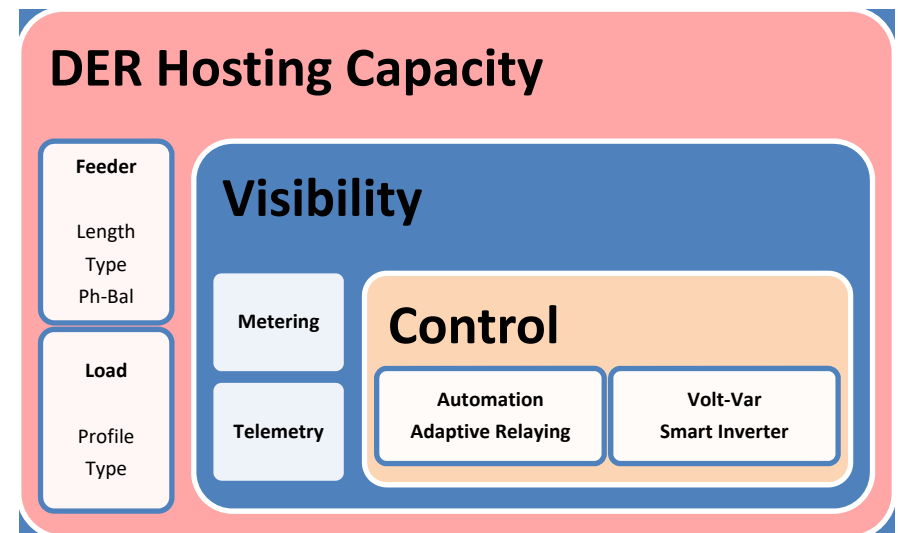 DER Hosting Capacity
Feeder
Length
Type
Ph-Bal
Load
Profile
Type
Visibility
Metering
Telemetry
Control
Automation
Adaptive Relaying
Volt-Var
Smart Inverter